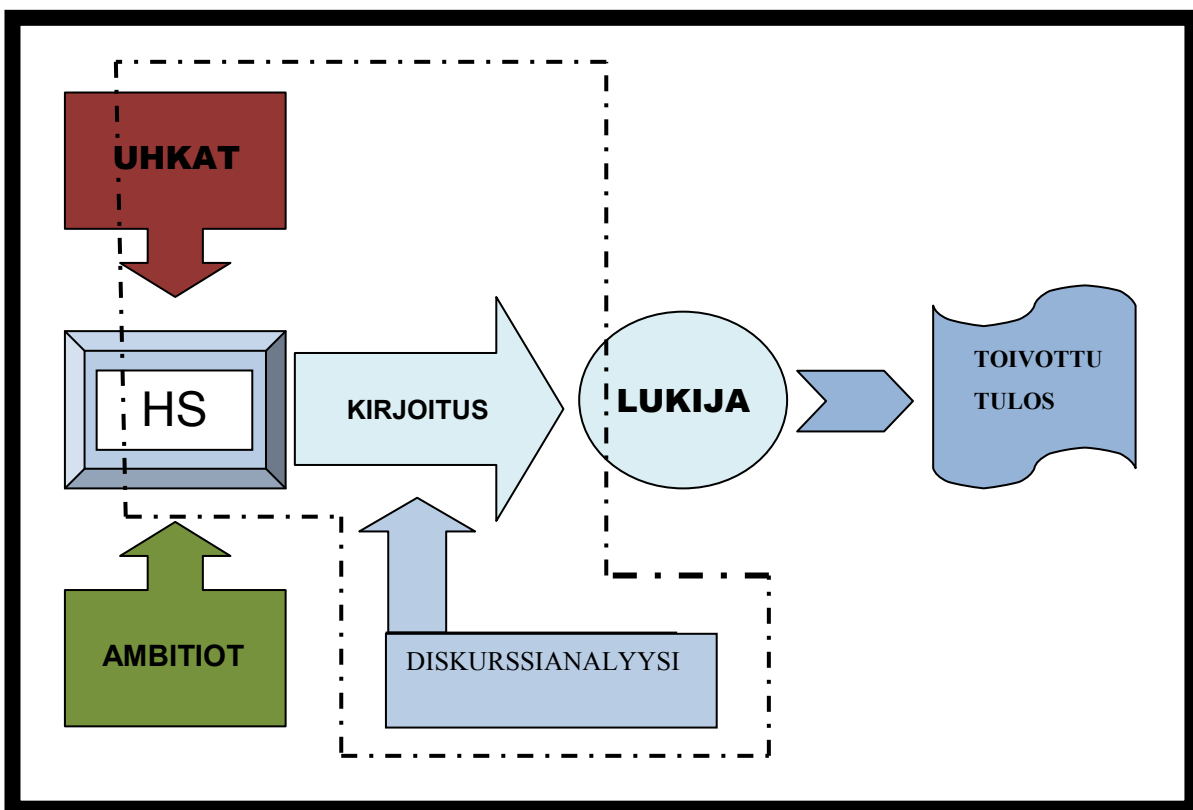 UHKAT
HS
KIRJOITUS
LUKIJA
TOIVOTTU
TULOS
AMBITIOT
DISKURSSIANALYYSI